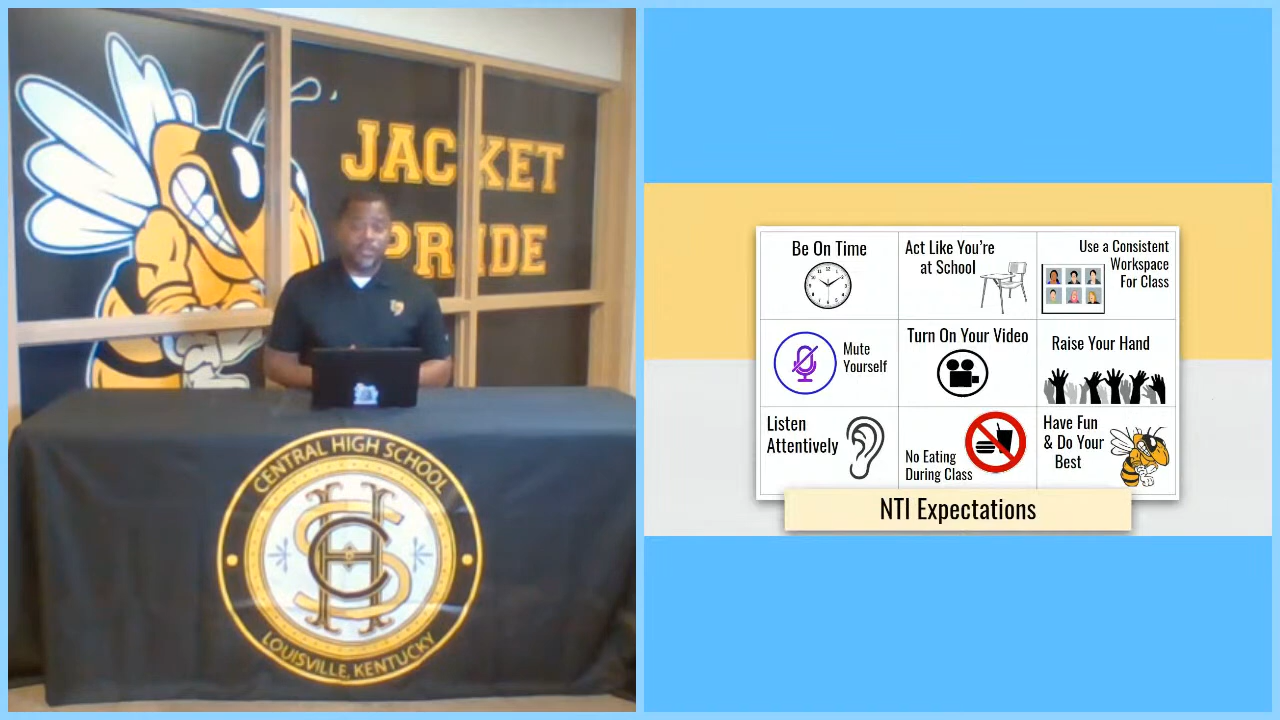 JACKET
PRIDE
CENTRAL HIGH SCHOOL
CHS
LOUISVILLE, KENTUCKY
Be On Time
Act Like You're
at School
Use a Consistent
Workspace
For Class
Mute
Yourself
Turn On Your Video
Raise Your Hand
Listen
Attentively
No Eating
During Class
Have Fun
& Do Your
Best
NTI Expectations